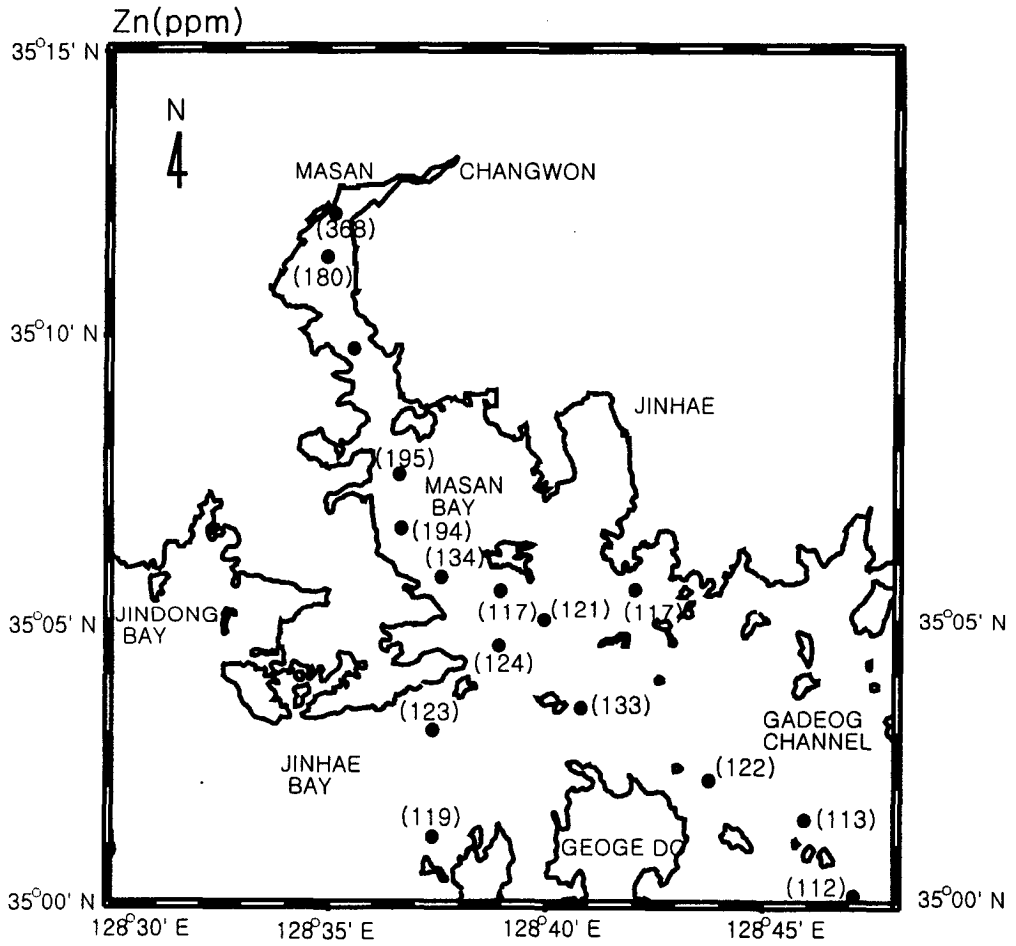 Zn(ppm)
35°15' N
N
MASAN
CHANGWON
(368)
(180)
35°10' N
JINHAE
(195)
MASAN
BAY
(194)
(134)
JINDONG
BAY
(117)
(121)
(117)
35°05' N
35°05' N
(124)
(123)
(133)
GADEOG
CHANNEL
JINHAE
BAY
(122)
(119)
(113)
GEOGE DO
(112)
35°00' N
35°00' N
128°30' E
128°35' E
128°40' E
128°45' E